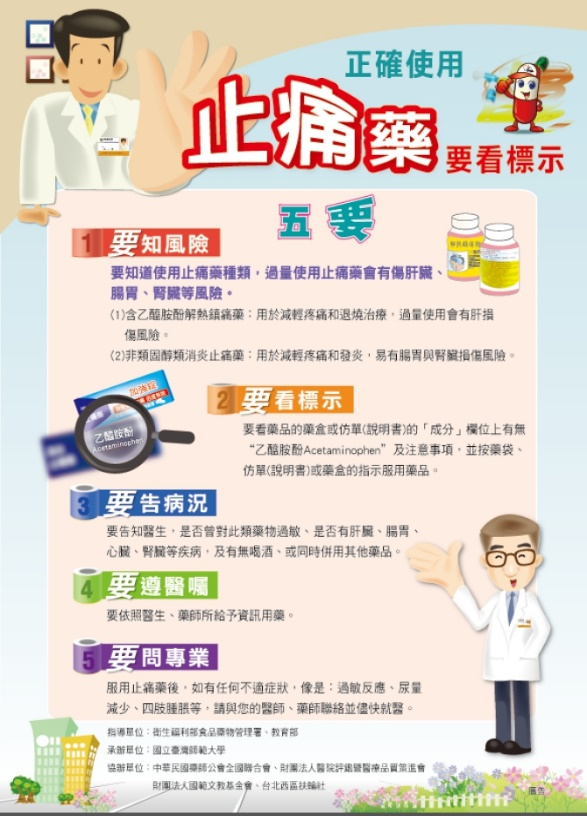 正確使用
止痛藥
要看標示
五要
1 要知風險
要知道使用止痛藥種類,過量使用止痛藥會有傷肝臟、
腸胃、腎臟等風險。
(1)含乙醯胺酚解熱鎮痛藥:用於減輕疼痛和退燒治療,過量使用會有肝損
傷風險。
(2)非類固醇類消炎止痛藥:用於減輕疼痛和發炎,易有腸胃與腎臟損傷風險。
加強錠
乙醯胺酚
Acetaminophen
2 要看標示
要看藥品的藥盒或仿單(說明書)的「成分」欄位上有無
“乙醯胺酚Acetaminophen”及注意事項,並按藥袋、
仿單(說明書)或藥盒的指示服用藥品。
3 要告病況
要告知醫生,是否曾對此類藥物過敏、是否有肝臟、腸胃、
心臟、腎臟等疾病,及有無喝酒、或同時併用其他藥品。
4 要遵醫囑
要依照醫生、藥師所給予資訊用藥。
5 要問專業
服用止痛藥後,如有任何不適症狀,像是:過敏反應、尿量
減少、四肢腫脹等,請與您的醫師、藥師聯絡並儘快就醫。
指導單位:衛生福利部食品藥物管理署、教育部
承辦單位:國立臺灣師範大學
協辦單位:中華民國藥師公會全國聯合會、財團法人醫院評鑑暨醫療品質策進會
財團法人國範文教基金會、台北西區扶輪社
廣告